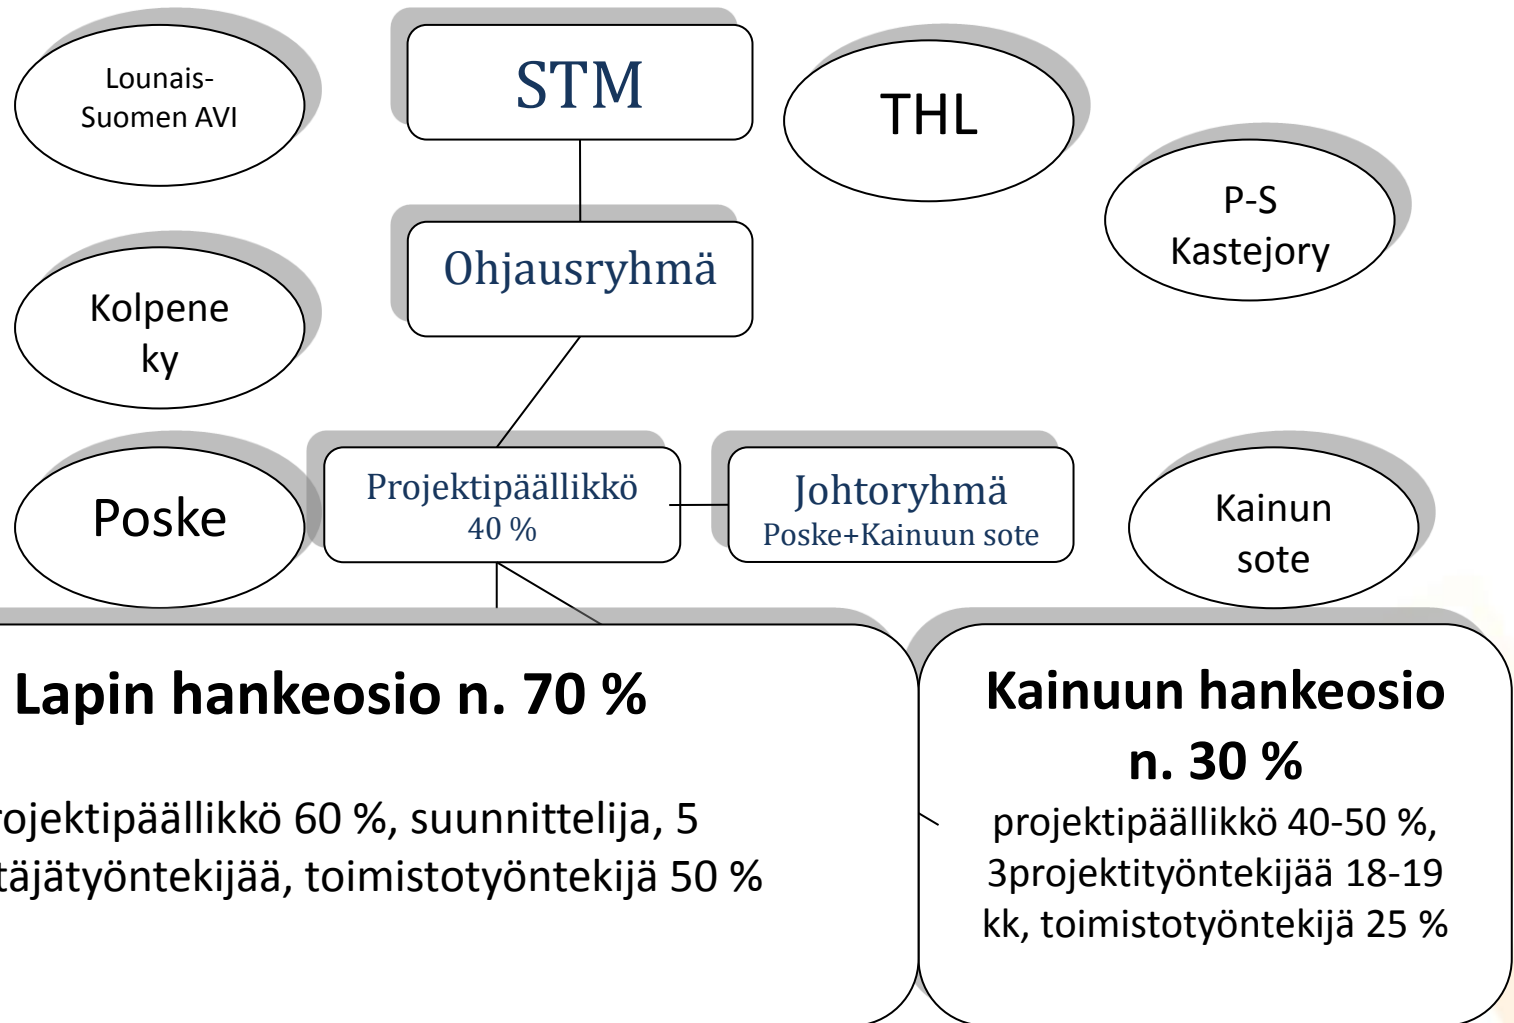 Lounais-
Suomen AVI
STM
THL
P-S
Kastejory
Ohjausryhmä
Kolpene
ky
Poske
Projektipäällikkö
40 %
Johtoryhmä
Poske+Kainuun sote
Kainun
sote
Lapin hankeosio n. 70 %
rojektipäällikkö 60 %, suunnittelija, 5
täjätyöntekijää, toimistotyöntekijä 50 %
Kainuun hankeosio
n. 30 %
projektipäällikkö 40-50 %,
3projektityöntekijää 18-19
kk, toimistotyöntekijä 25 %